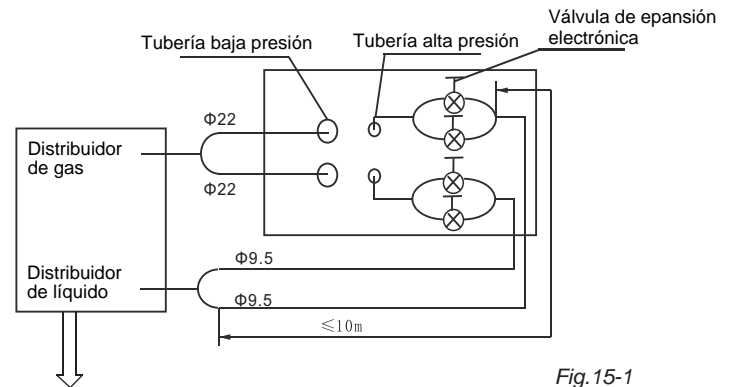 Válvula de epansión
electrónica
Tubería baja presión
Tubería alta presión
Φ22
Distribuidor
de gas
Φ22
Φ9.5
Distribuidor
de líquido
Φ9.5
≤10m
Fig.15-1